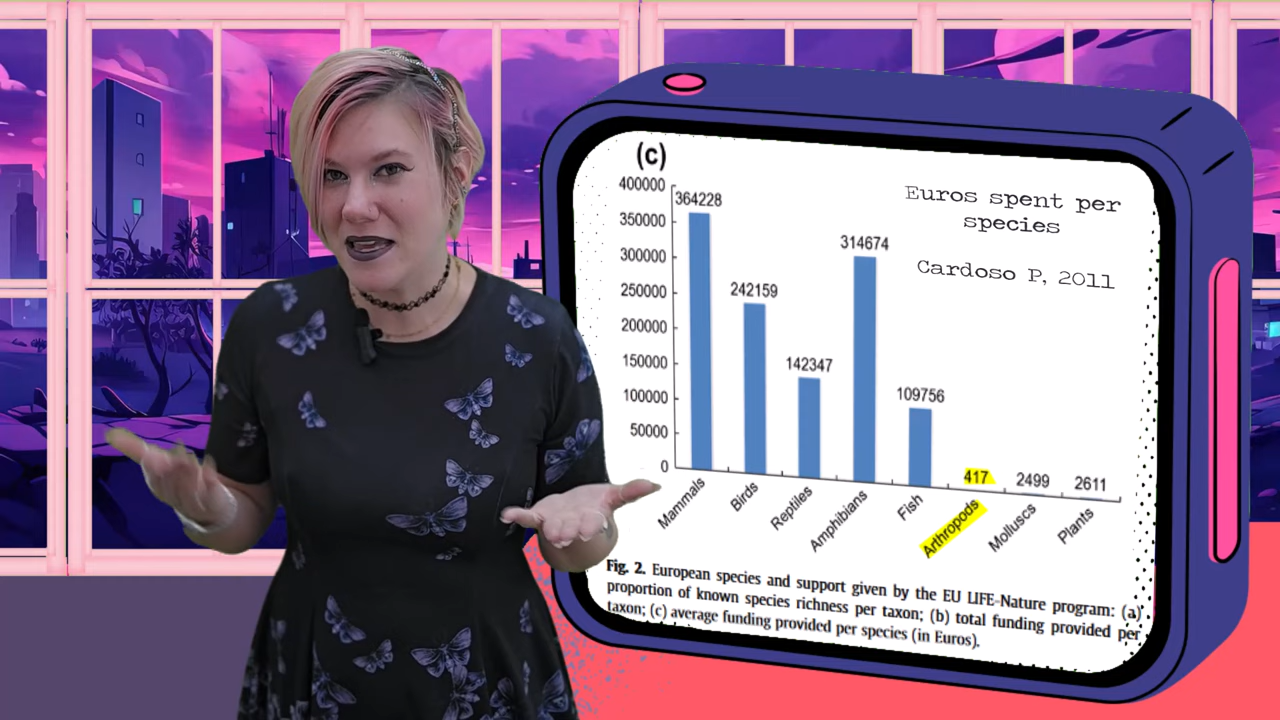 (c)
400000
350000
300000
250000
200000
150000
100000
50000
0
364228
242159
142347
314674
109756
417
2499
2611
Mammals
Birds
Reptiles
Amphibians
Fish
Arthropods
Molluscs
Plants
Euros spent per
species
Cardoso P, 2011
Fig. 2. European species and support given by the EU LIFE-Nature program: (a)
proportion of known species richness per taxon; (b) total funding provided per
taxon; (c) average funding provided per species (in Euros).